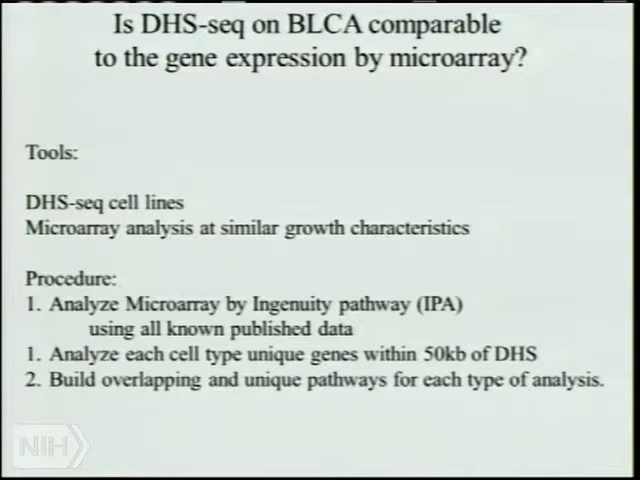 Is DHS-seq on BLCA comparable
to the gene expression by microarray?
Tools:
DHS-seq cell lines
Microarray analysis at similar growth characteristics
Procedure:
1. Analyze Microarray by Ingenuity pathway (IPA)
using all known published data
1. Analyze each cell type unique genes within 50kb of DHS
2. Build overlapping and unique pathways for each type of analysis.
NIH